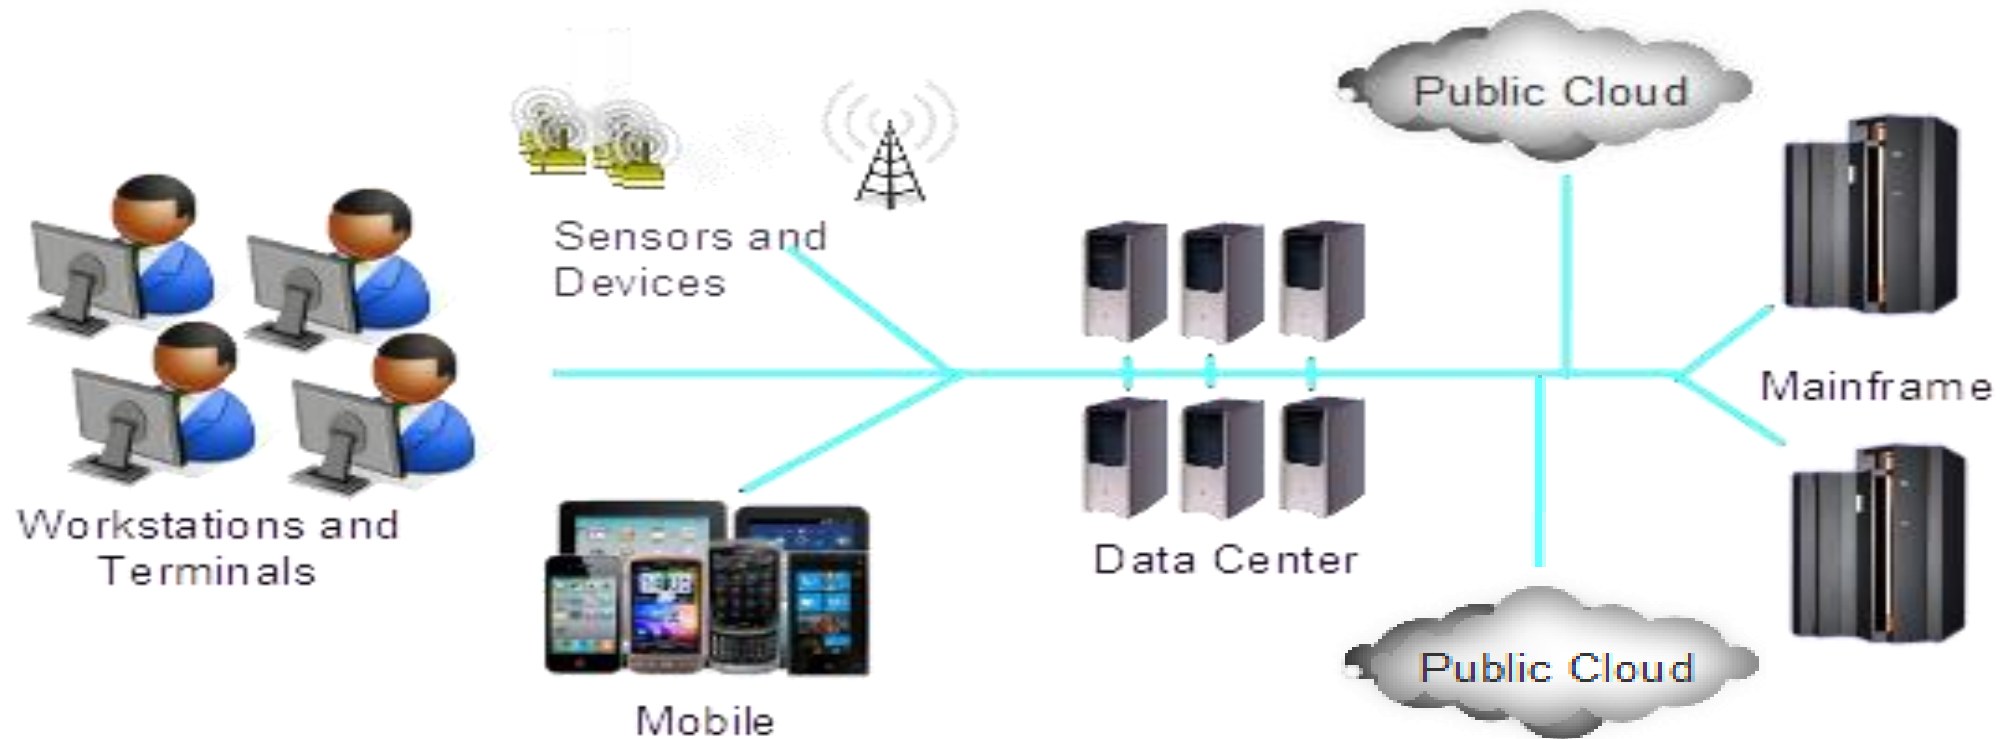 Public Cloud
Sensors and
Devices
Mainframe
Workstations and
Terminals
Data Center
Public Cloud
Mobile